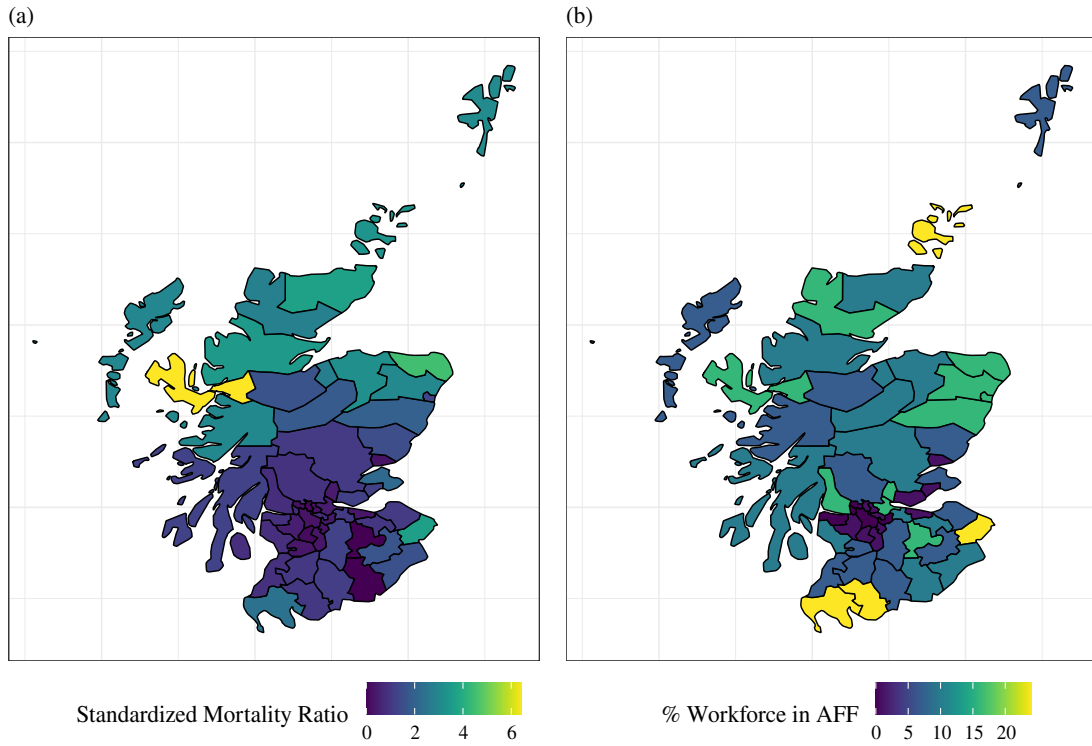 (a)
(b)
Standardized Mortality Ratio
0 2 4 6
% Workforce in AFF
0 5 10 15 20